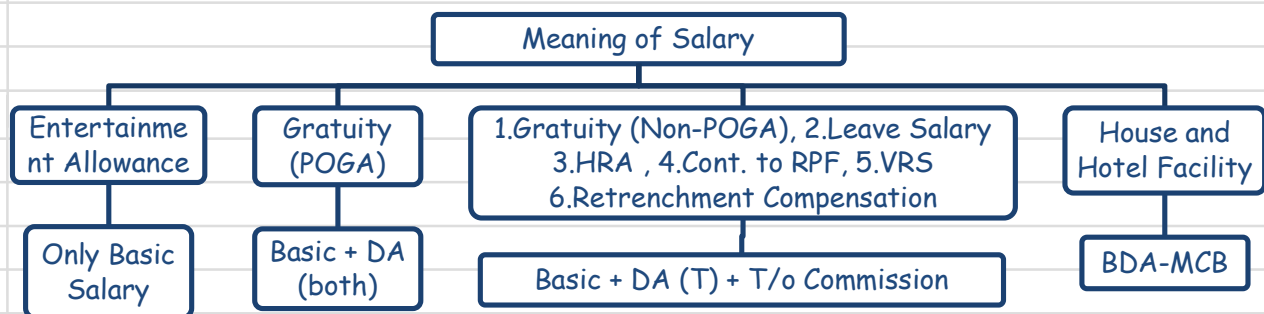 Meaning of Salary
Entertainme
nt Allowance
Gratuity
(POGA)
1.Gratuity (Non-POGA), 2.Leave Salary
3.HRA , 4.Cont. to RPF, 5.VRS
6.Retrenchment Compensation
House and
Hotel Facility
Only Basic
Salary
Basic + DA
(both)
Basic + DA (T) + T/o Commission
BDA-MCB